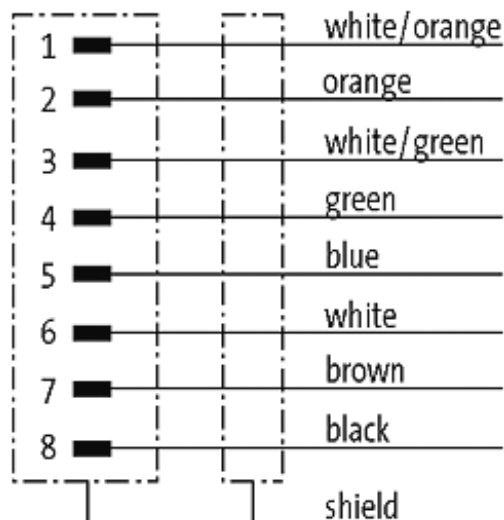 1 white/orange
2 orange
3 white/green
4 green
5 blue
6 white
7 brown
8 black
shield